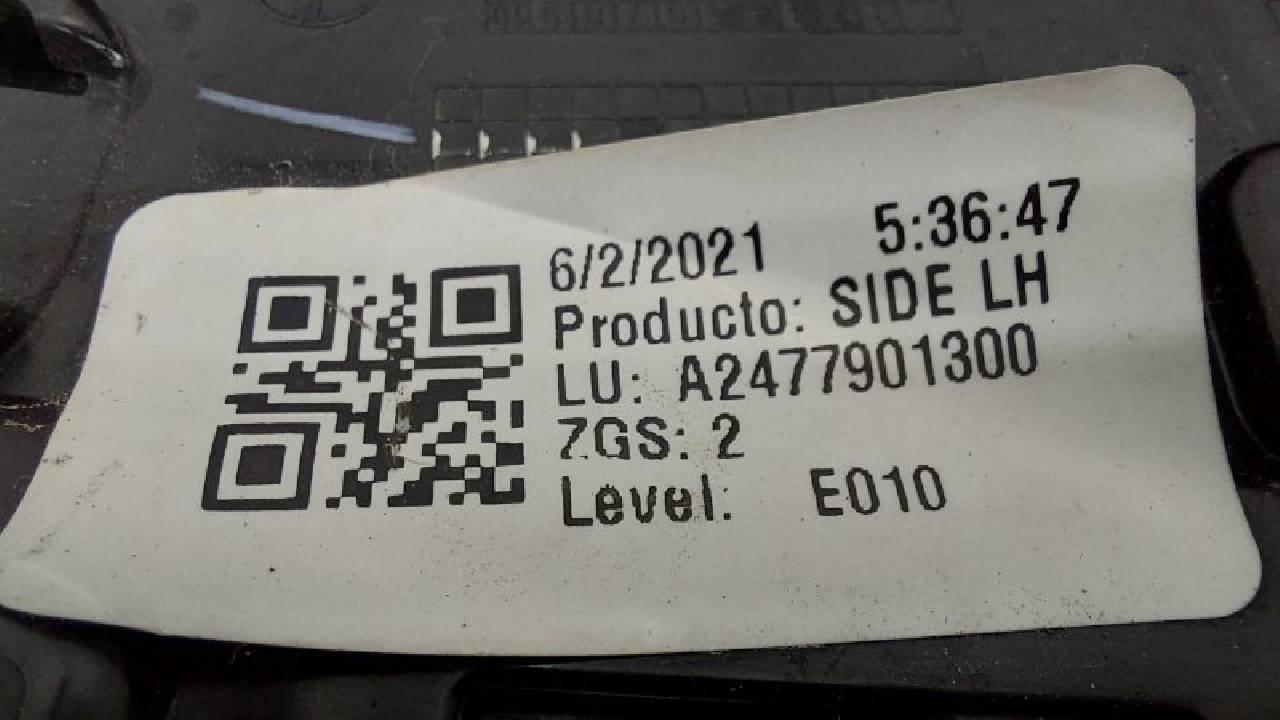 6/2/2021 5:36:47
Producto: SIDE LH
LU: A2477901300
ZGS: 2
Level: E010